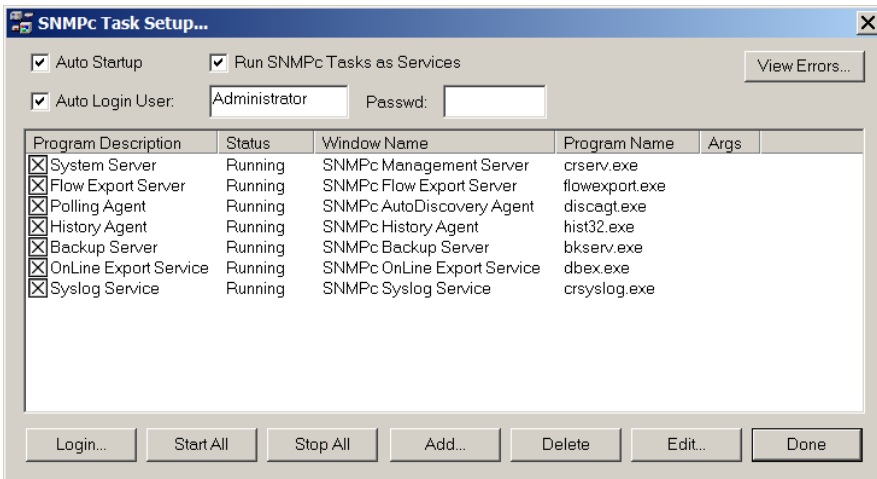 SNMPc Task Setup...
Auto Startup Run SNMPc Tasks as Services View Errors...
Auto Login User: Administrator Passwd:
Program Description Status Window Name Program Name Args
System Server Running SNMPc Management Server crserv.exe
Flow Export Server Running SNMPc Flow Export Server flowexport.exe
Polling Agent Running SNMPc AutoDiscovery Agent discagt.exe
History Agent Running SNMPc History Agent hist32.exe
Backup Server Running SNMPc Backup Server bkserv.exe
OnLine Export Service Running SNMPc OnLine Export Service dbex.exe
Syslog Service Running SNMPc Syslog Service crsyslog.exe
Login... Start All Stop All Add... Delete Edit... Done